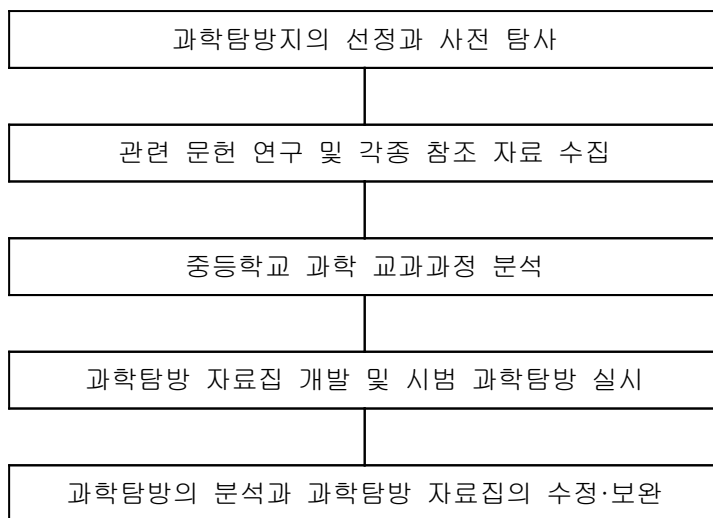 과학탐방지의 선정과 사전 탐사
관련 문헌 연구 및 각종 참조 자료 수집
중등학교 과학 교과과정 분석
과학탐방 자료집 개발 및 시범 과학탐방 실시
과학탐방의 분석과 과학탐방 자료집의 수정·보완